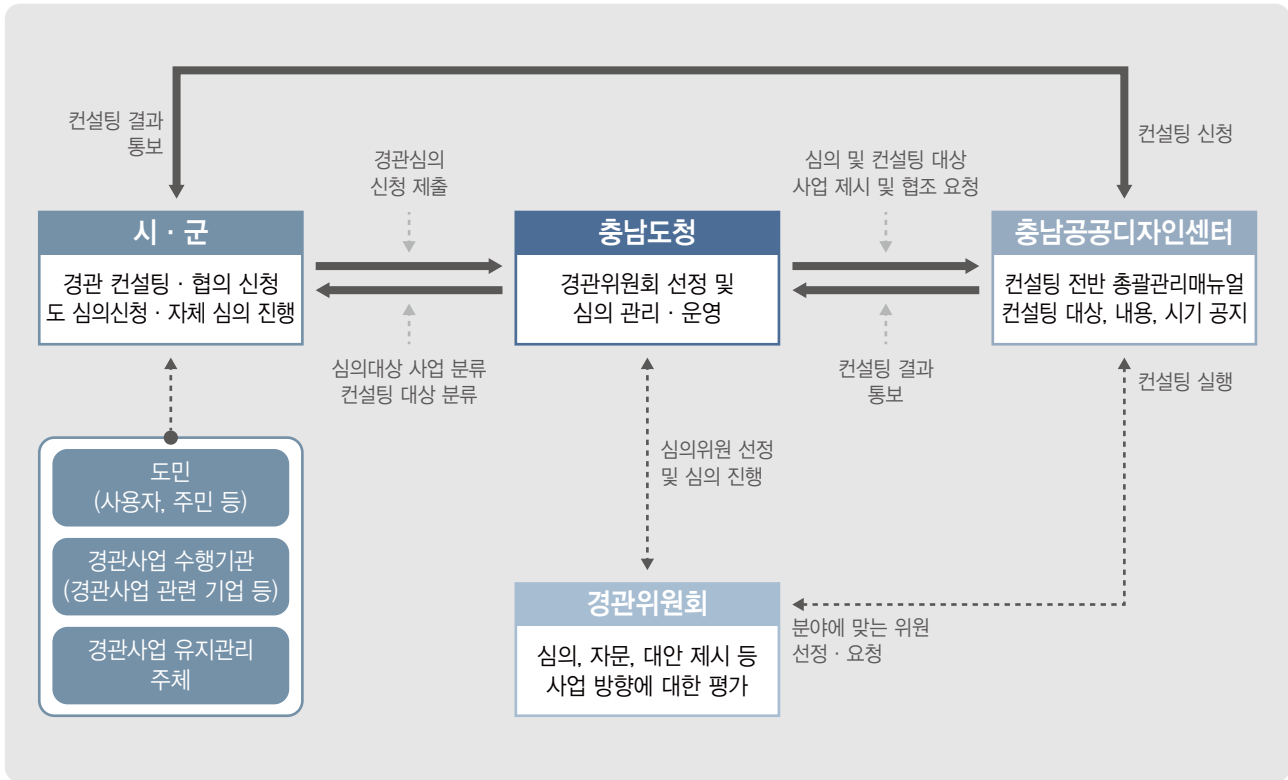 컨설팅 결과
통보
컨설팅 신청
경관심의
신청 제출
심의 및 컨설팅 대상
사업 제시 및 협조 요청
시 · 군
경관 컨설팅 · 협의 신청
도 심의신청 · 자체 심의 진행
충남도청
경관위원회 선정 및
심의 관리 · 운영
충남공공디자인센터
컨설팅 전반 총괄관리매뉴얼
컨설팅 대상, 내용, 시기 공지
심의대상 사업 분류
컨설팅 대상 분류
컨설팅 결과
통보
컨설팅 실행
도민
(사용자, 주민 등)
경관사업 수행기관
(경관사업 관련 기업 등)
경관사업 유지관리
주체
심의위원 선정
및 심의 진행
경관위원회
심의, 자문, 대안 제시 등
사업 방향에 대한 평가
분야에 맞는 위원
선정 · 요청